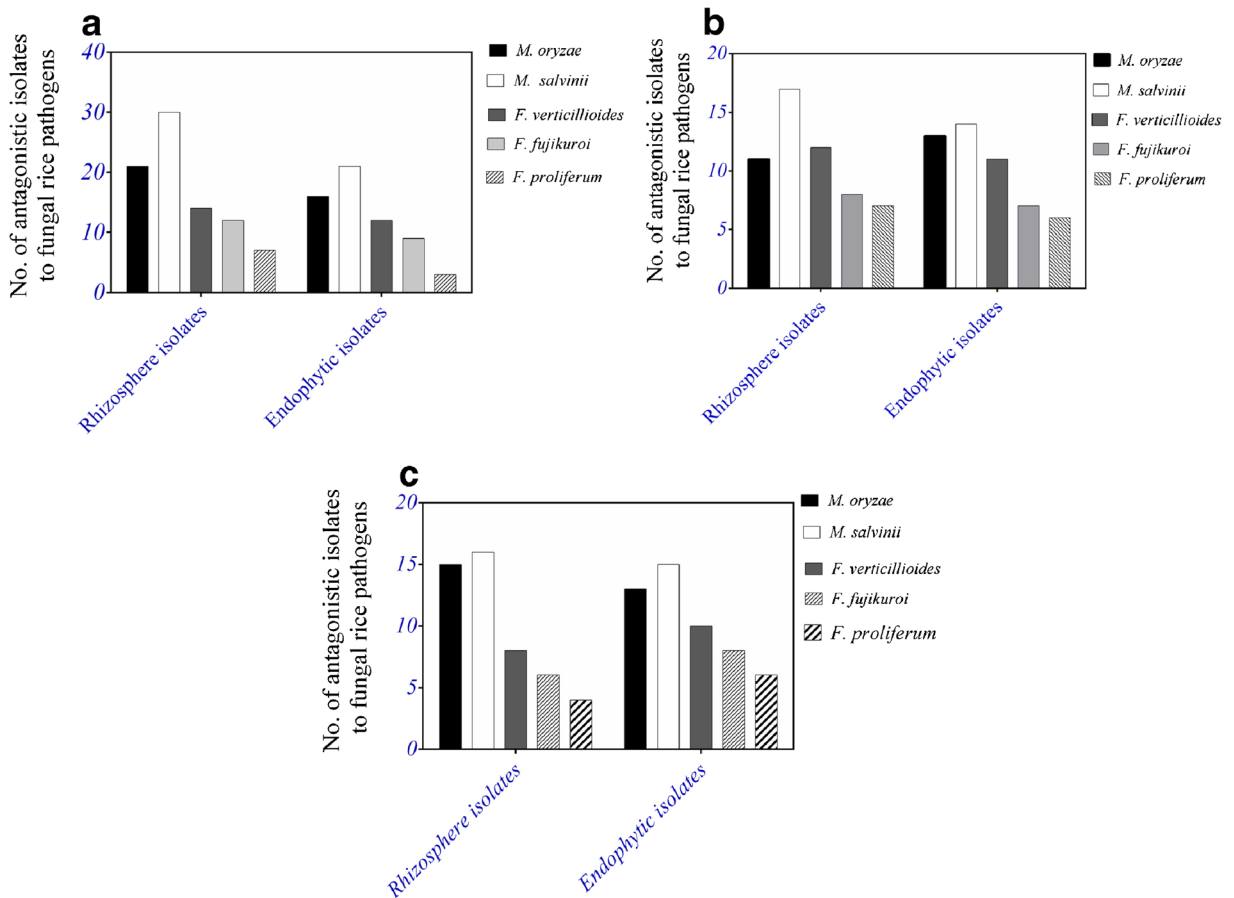 a
No. of antagonistic isolates
to fungal rice pathogens
40
30
20
10
0
Rhizosphere isolates
Endophytic isolates
M. oryzae
M. salvinii
F. verticillioides
F. fujikuroi
F. proliferum
b
No. of antagonistic isolates
to fungal rice pathogens
20
15
10
5
0
Rhizosphere isolates
Endophytic isolates
M. oryzae
M. salvinii
F. verticillioides
F. fujikuroi
F. proliferum
c
No. of antagonistic isolates
to fungal rice pathogens
20
15
10
5
0
Rhizosphere isolates
Endophytic isolates
M. oryzae
M. salvinii
F. verticillioides
F. fujikuroi
F. proliferum